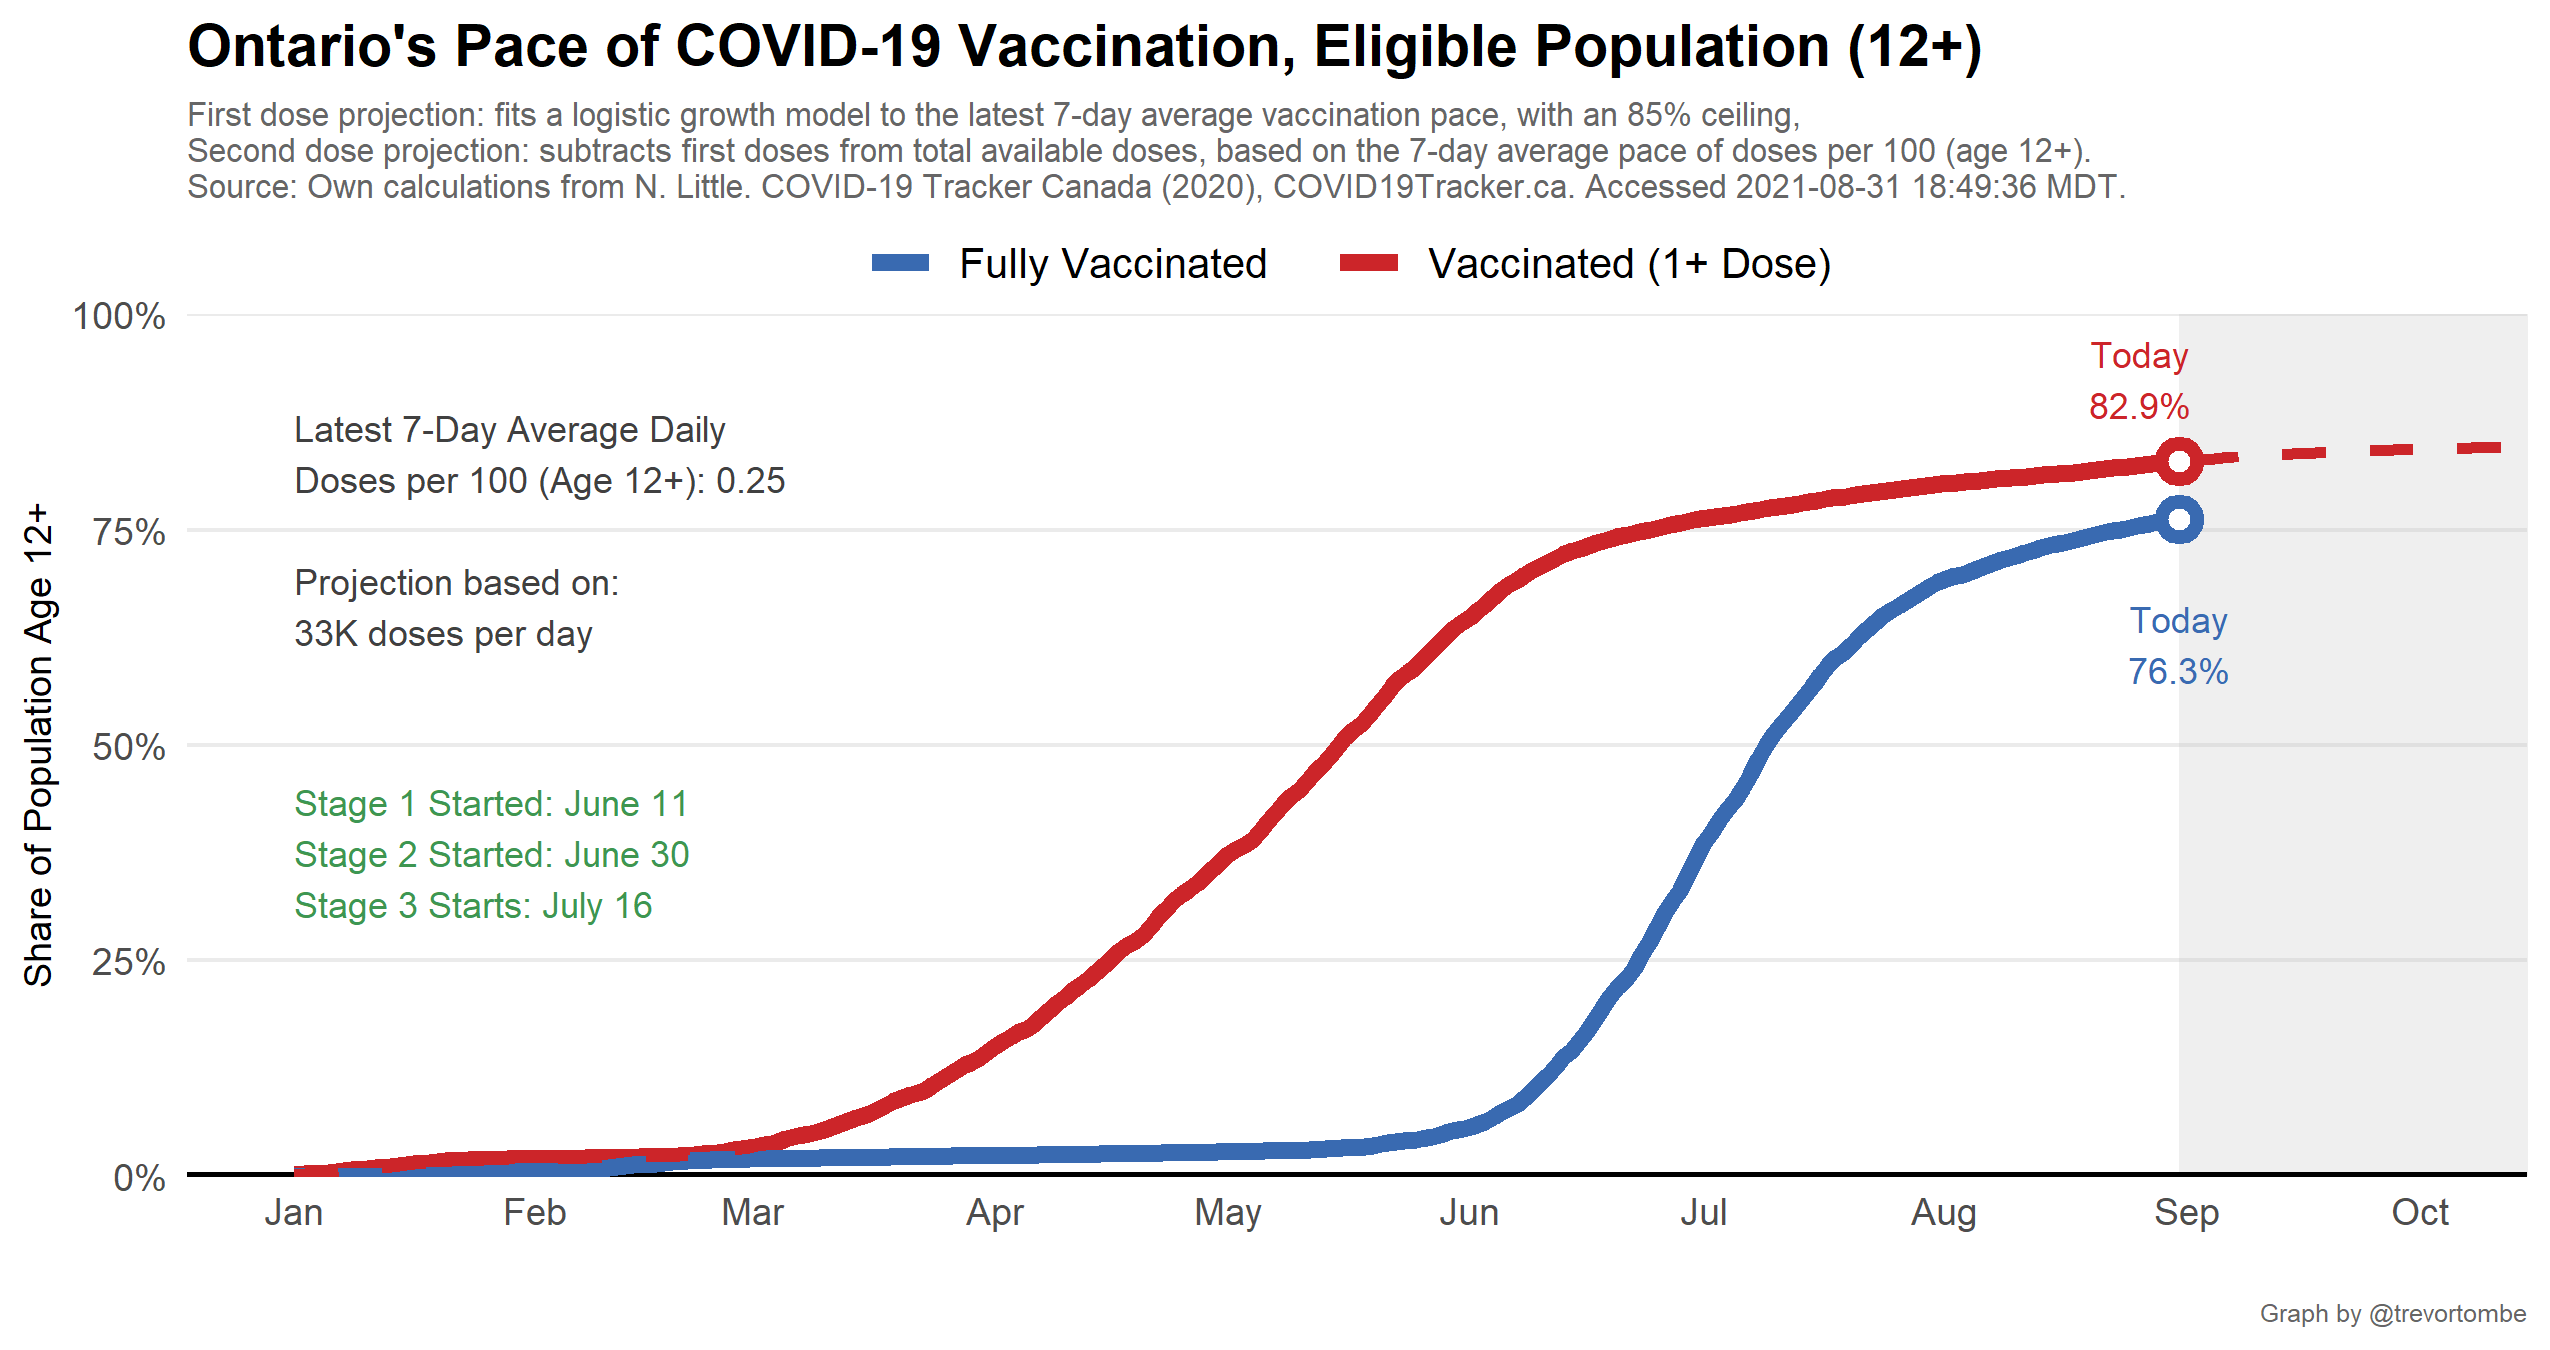 Ontario's Pace of COVID-19 Vaccination, Eligible Population (12+)
First dose projection: fits a logistic growth model to the latest 7-day average vaccination pace, with an 85% ceiling,
Second dose projection: subtracts first doses from total available doses, based on the 7-day average pace of doses per 100 (age 12+).
Source: Own calculations from N. Little. COVID-19 Tracker Canada (2020), COVID19Tracker.ca. Accessed 2021-08-31 18:49:36 MDT.
Fully Vaccinated
Vaccinated (1+ Dose)
Share of Population Age 12+
100%
75%
50%
25%
0%
Latest 7-Day Average Daily
Doses per 100 (Age 12+): 0.25
Projection based on:
33K doses per day
Stage 1 Started: June 11
Stage 2 Started: June 30
Stage 3 Starts: July 16
Today
82.9%
Today
76.3%
Jan
Feb
Mar
Apr
May
Jun
Jul
Aug
Sep
Oct
Graph by @trevortombe